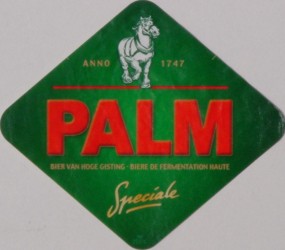 ANNO 1747
PALM
BIER VAN HOGE GISTING - BIERE DE FERMENTATION HAUTE
Speciale